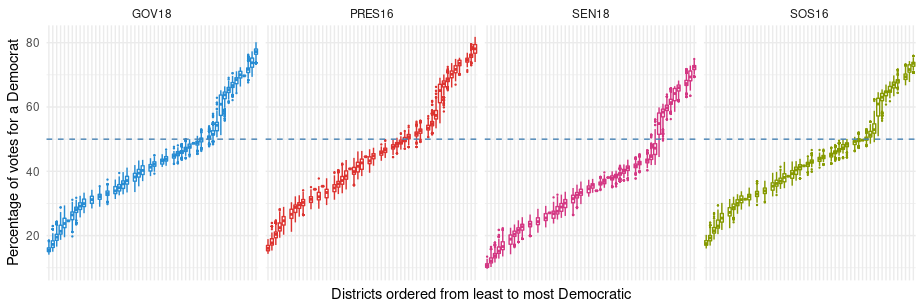 GOV18 PRES16 SEN18 SOS16
Percentage of votes for a Democrat
80
60
40
20
Districts ordered from least to most Democratic